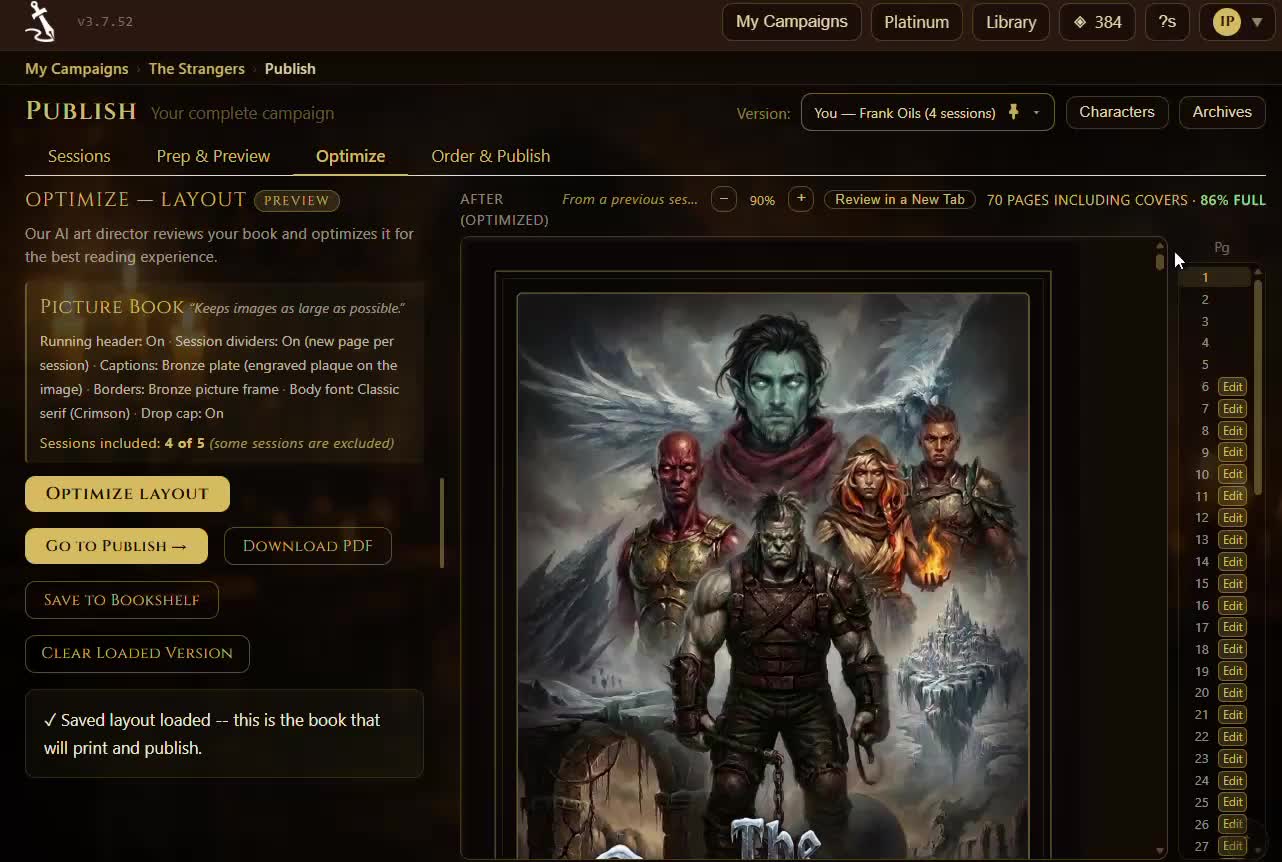 v3.7.52
My Campaigns
Platinum
Library
384
?s
IP
My Campaigns › The Strangers › Publish
Publish Your complete campaign
Version:
You — Frank Oils (4 sessions)
Characters
Archives
Sessions
Prep & Preview
Optimize
Order & Publish
OPTIMIZE — LAYOUT PREVIEW
Our AI art director reviews your book and optimizes it for
the best reading experience.
Picture Book “Keeps images as large as possible.”
Running header: On · Session dividers: On (new page per
session) · Captions: Bronze plate (engraved plaque on the
image) · Borders: Bronze picture frame · Body font: Classic
serif (Crimson) · Drop cap: On
Sessions included: 4 of 5 (some sessions are excluded)
Optimize layout
Go to Publish →
Download PDF
Save to Bookshelf
Clear Loaded Version
✓ Saved layout loaded -- this is the book that
will print and publish.
AFTER
(OPTIMIZED)
From a previous ses...
−
90%
+
Review in a New Tab
70 PAGES INCLUDING COVERS · 86% FULL
The
Pg
1
2
3
4
5
6 Edit
7 Edit
8 Edit
9 Edit
10 Edit
11 Edit
12 Edit
13 Edit
14 Edit
15 Edit
16 Edit
17 Edit
18 Edit
19 Edit
20 Edit
21 Edit
22 Edit
23 Edit
24 Edit
25 Edit
26 Edit
27 Edit